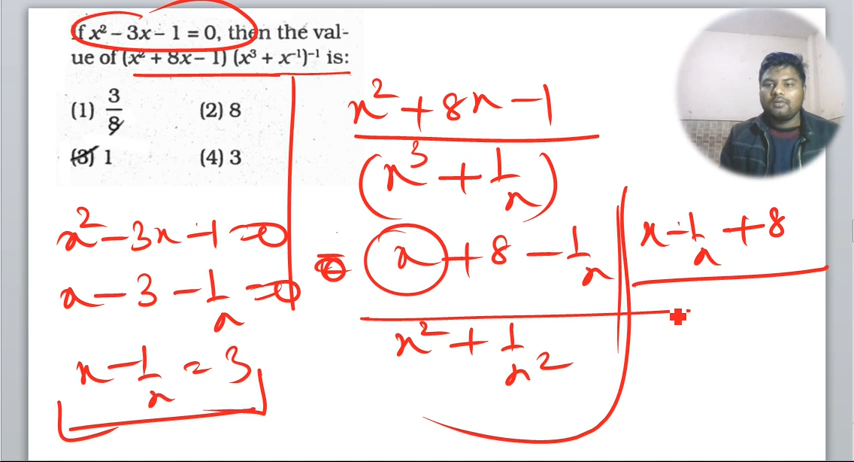 If x² – 3x – 1 = 0, then the val-
ue of (x² + 8x – 1) (x³ + x⁻¹)⁻¹ is:
(1) 3/8 (2) 8
(3) 1 (4) 3
x² + 8x – 1
(x³ + 1/x)
x² – 3x – 1 = 0
x – 3 – 1/x = 0
x – 1/x = 3
= x + 8 – 1/x
x² + 1/x²
x – 1/x + 8